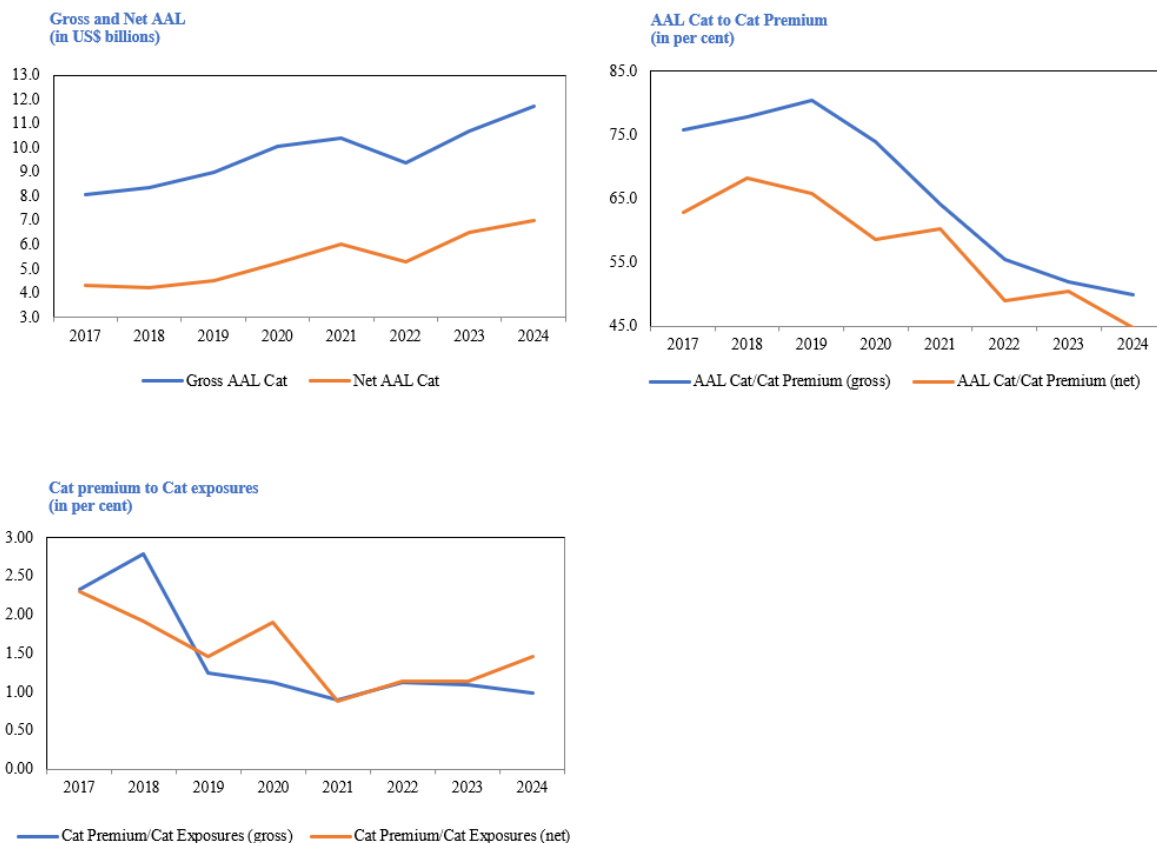 Gross and Net AAL
(in US$ billions)
13.0
12.0
11.0
10.0
9.0
8.0
7.0
6.0
5.0
4.0
3.0
2017 2018 2019 2020 2021 2022 2023 2024
Gross AAL Cat Net AAL Cat
AAL Cat to Cat Premium
(in per cent)
85.0
75.0
65.0
55.0
45.0
2017 2018 2019 2020 2021 2022 2023 2024
AAL Cat/Cat Premium (gross) AAL Cat/Cat Premium (net)
Cat premium to Cat exposures
(in per cent)
3.00
2.50
2.00
1.50
1.00
0.50
0.00
2017 2018 2019 2020 2021 2022 2023 2024
Cat Premium/Cat Exposures (gross) Cat Premium/Cat Exposures (net)